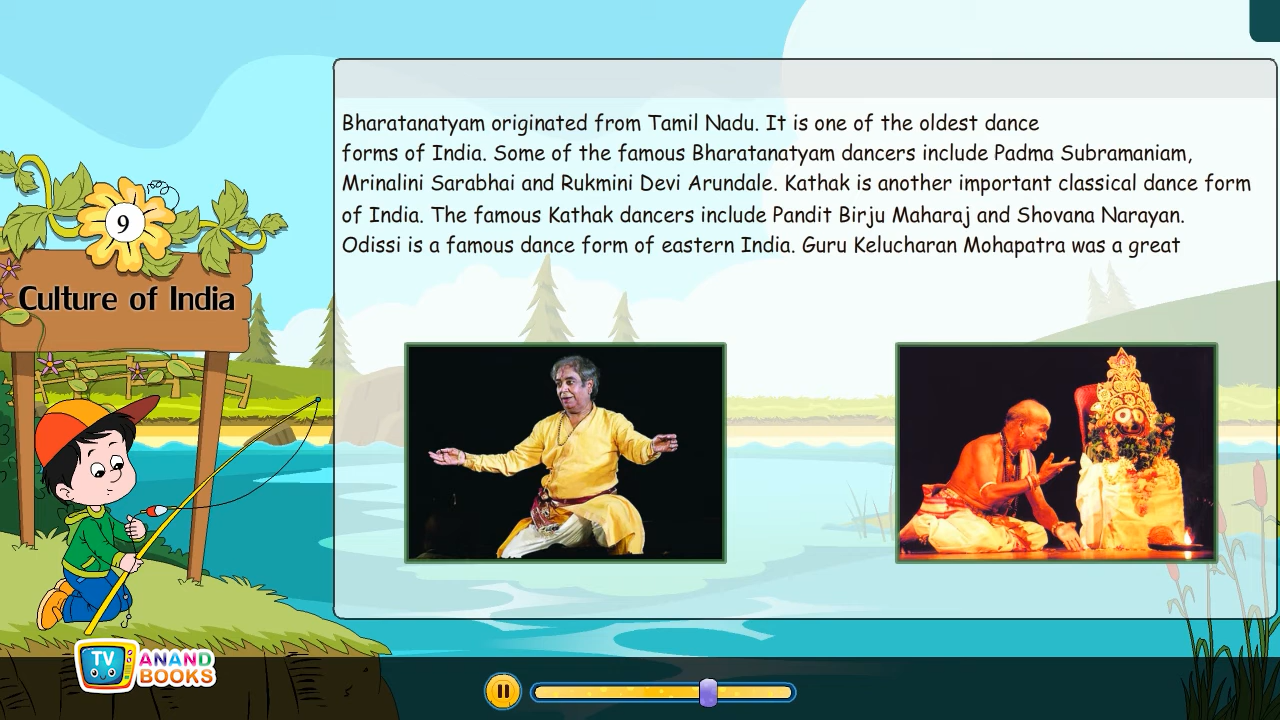 Bharatanatyam originated from Tamil Nadu. It is one of the oldest dance
forms of India. Some of the famous Bharatanatyam dancers include Padma Subramaniam,
Mrinalini Sarabhai and Rukmini Devi Arundale. Kathak is another important classical dance form
of India. The famous Kathak dancers include Pandit Birju Maharaj and Shovana Narayan.
Odissi is a famous dance form of eastern India. Guru Kelucharan Mohapatra was a great
9
Culture of India
TV
ANAND
BOOKS